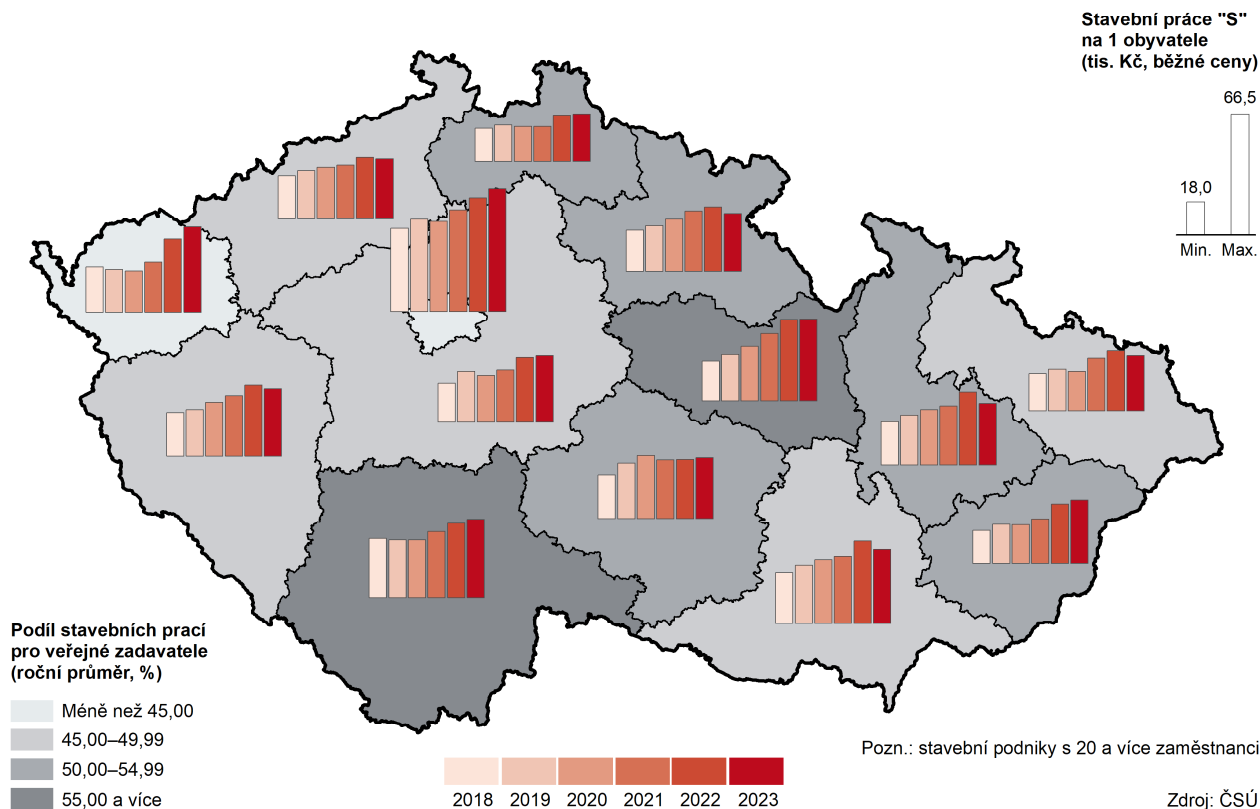 Stavební práce "S"
na 1 obyvatele
(tis. Kč, běžné ceny)
66,5
18,0
Min. Max.
Podíl stavebních prací
pro veřejné zadavatele
(roční průměr, %)
Méně než 45,00
45,00–49,99
50,00–54,99
55,00 a více
2018 2019 2020 2021 2022 2023
Pozn.: stavební podniky s 20 a více zaměstnanci
Zdroj: ČSÚ